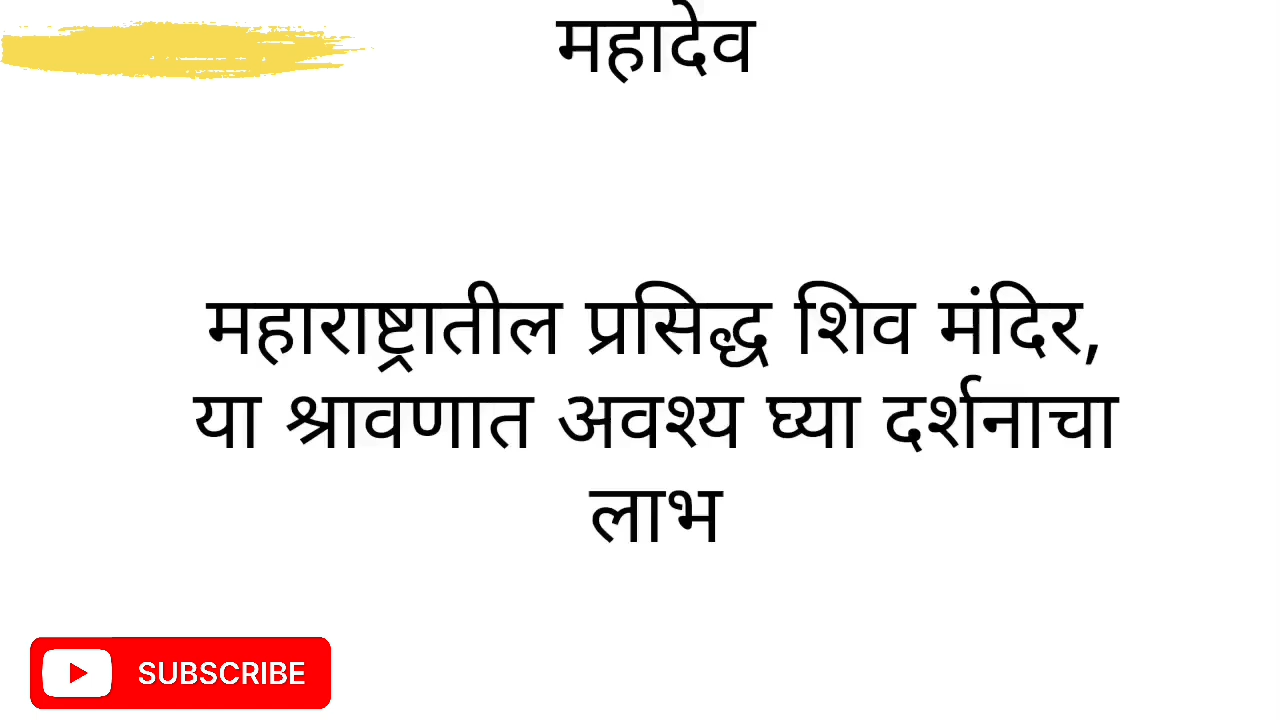 महादेव
महाराष्ट्रातील प्रसिद्ध शिव मंदिर,
या श्रावणात अवश्य घ्या दर्शनाचा
लाभ
SUBSCRIBE